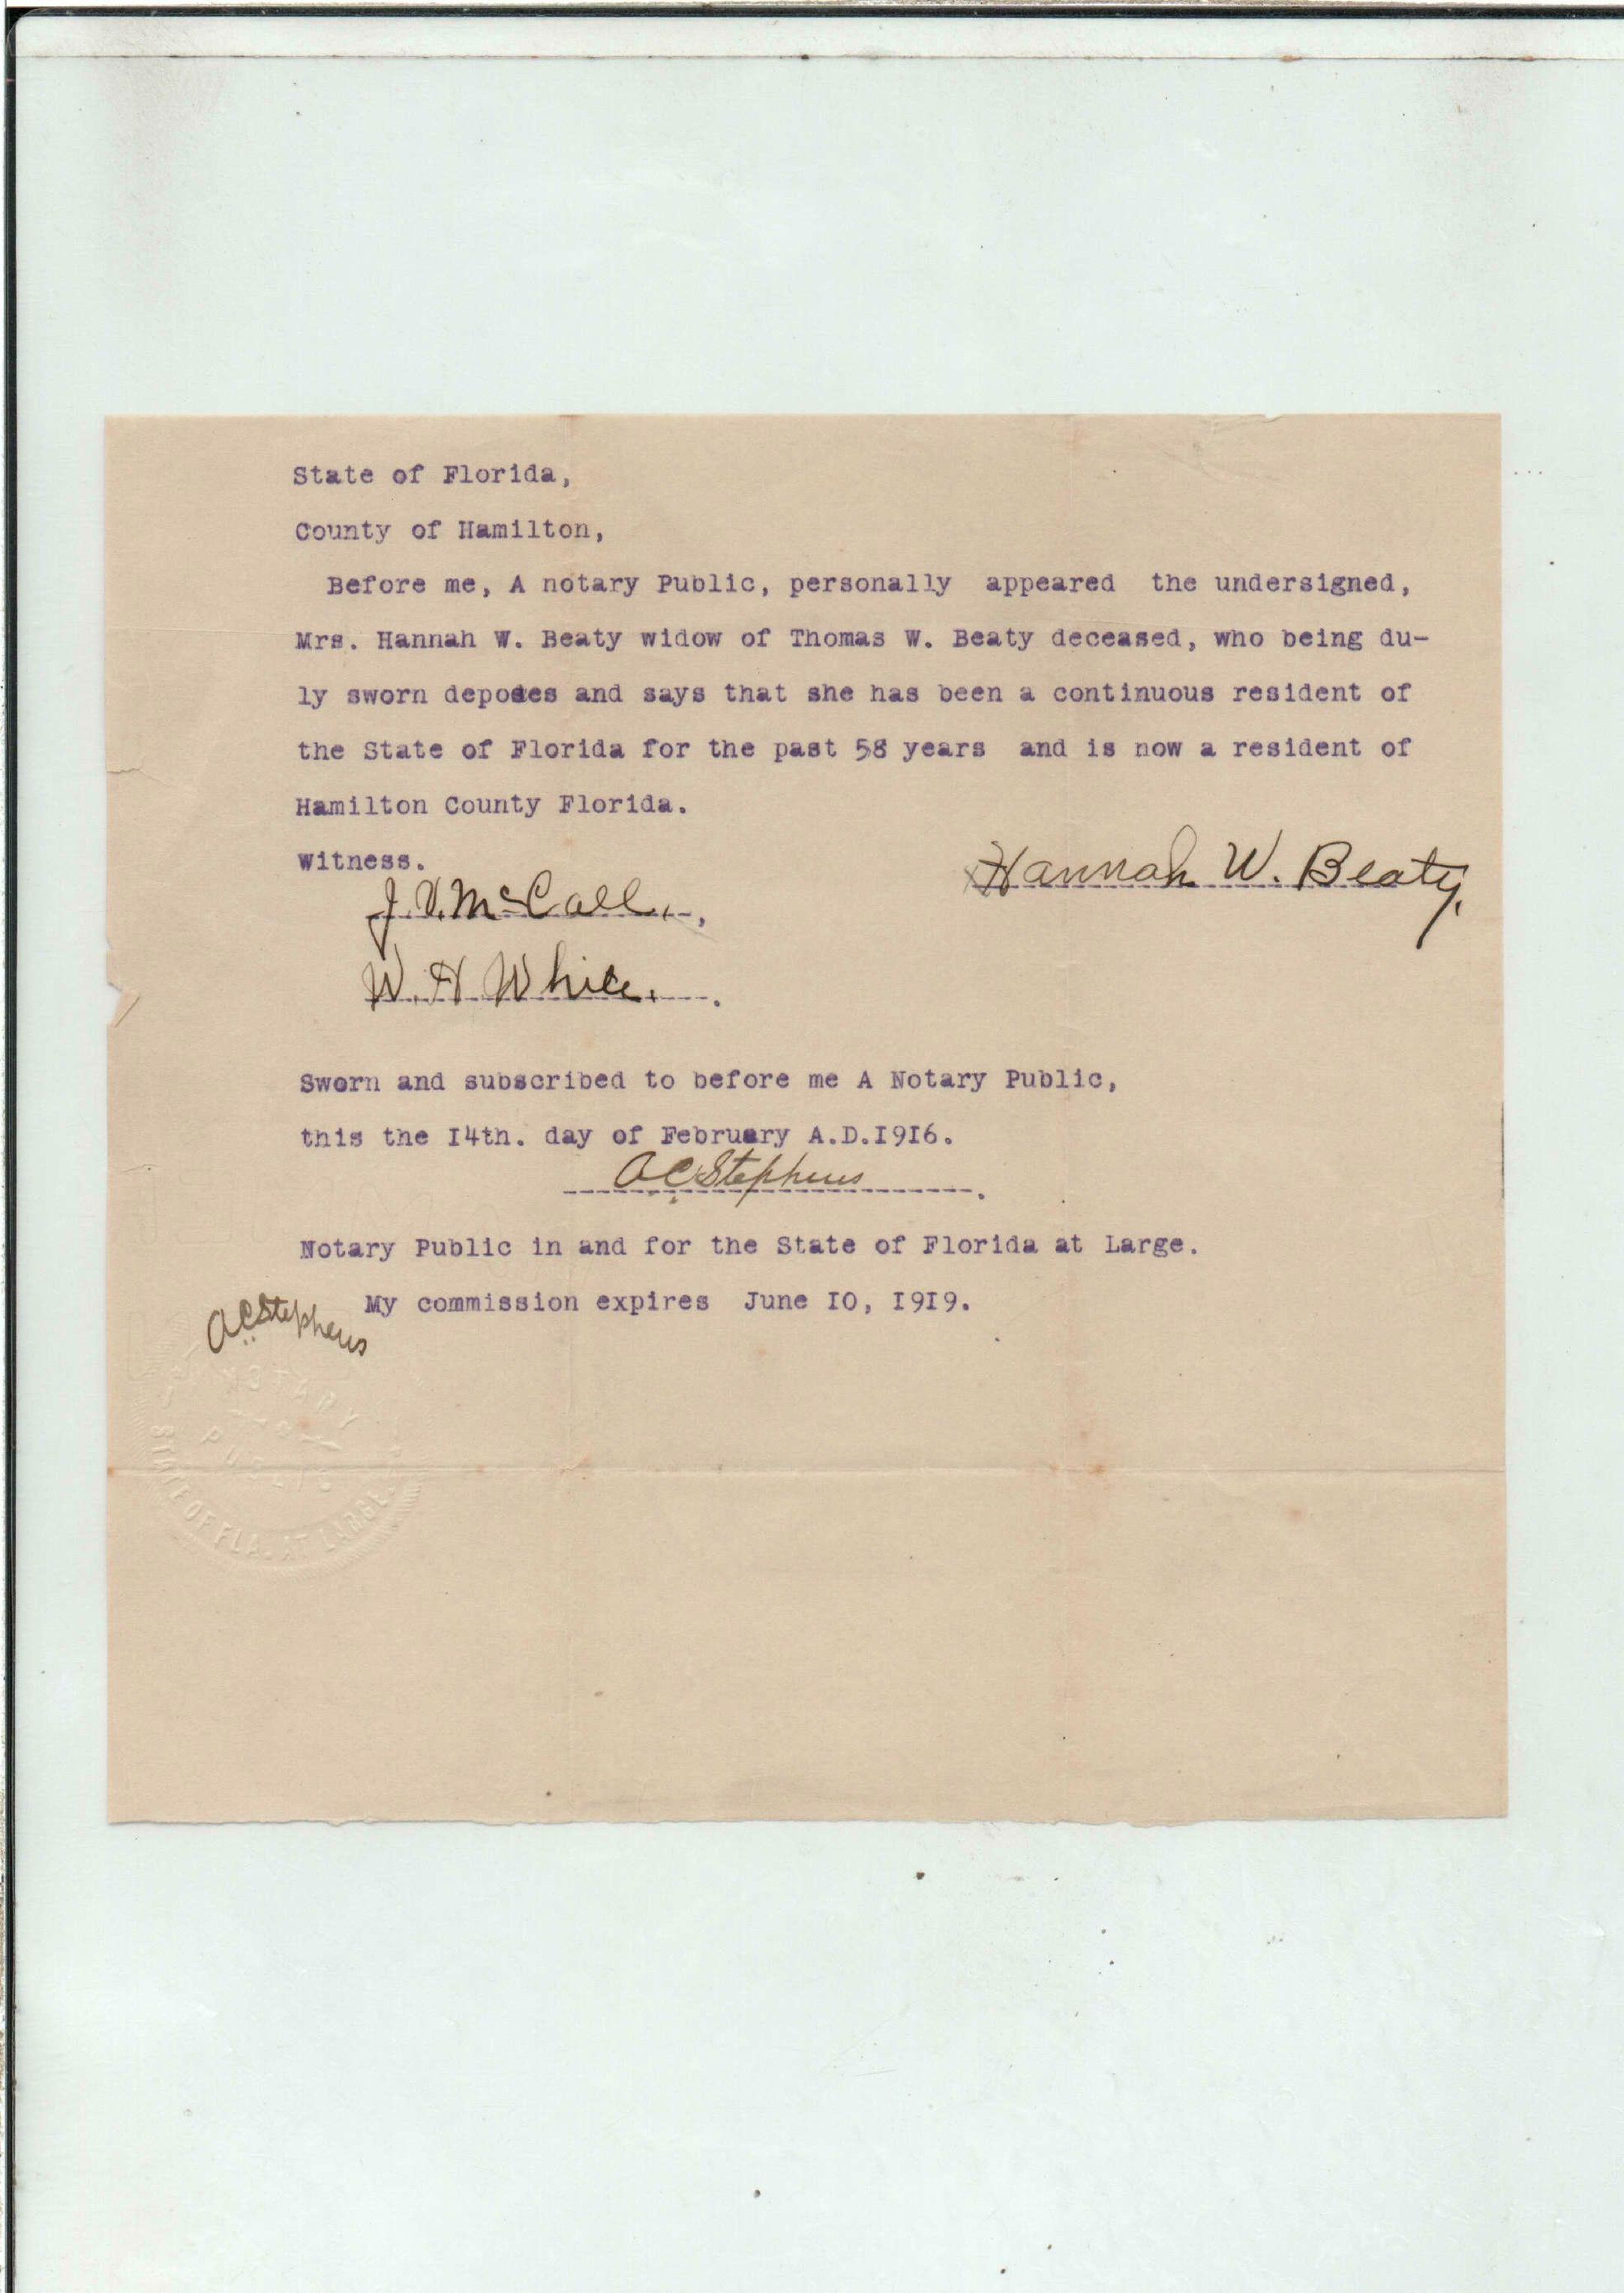 State of Florida,
County of Hamilton,
Before me, A notary Public, personally appeared the undersigned,
Mrs. Hannah W. Beaty widow of Thomas W. Beaty deceased, who being du-
ly sworn deposes and says that she has been a continuous resident of
the State of Florida for the past 58 years and is now a resident of
Hamilton County Florida.
Witness.
Hannah W. Beaty.
J. V. McCall.
W. H White.
Sworn and subscribed to before me A Notary Public,
this the I4th. day of February A.D.I9I6.
A C Stephens
Notary Public in and for the State of Florida at Large.
My commission expires June I0, I9I9.
A C Stephens
NOTARY
PUBLIC
STATE OF FLA. AT LARGE.